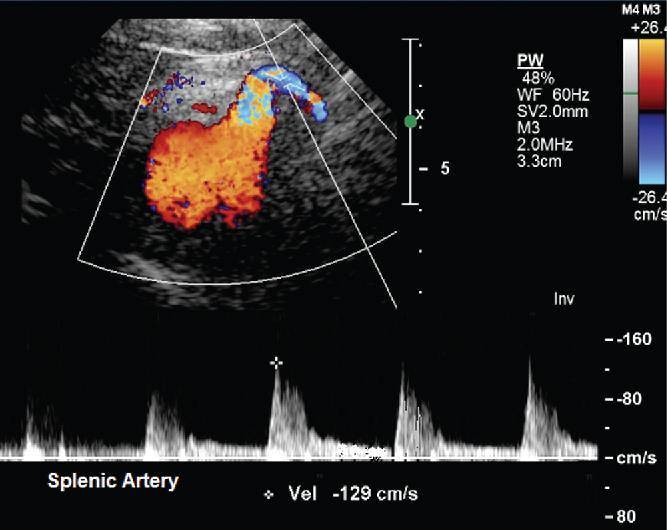 M4 M3
+26.4
PW
48%
WF 60Hz
SV2.0mm
M3
2.0MHz
3.3cm
x
5
-26.4
cm/s
Inv
-160
-80
cm/s
80
Splenic Artery
Vel -129 cm/s